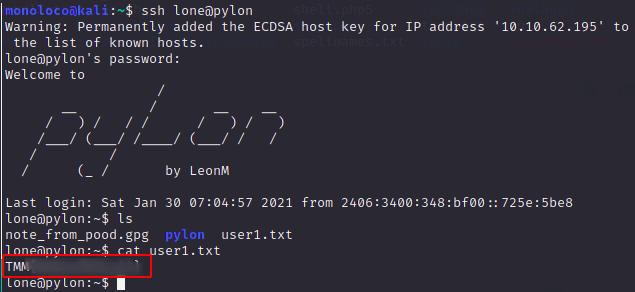 monoloco@kali:~$ ssh lone@pylon
Warning: Permanently added the ECDSA host key for IP address '10.10.62.195' to
the list of known hosts.
lone@pylon's password:
Welcome to
pyLon
by LeonM
Last login: Sat Jan 30 07:04:57 2021 from 2406:3400:348:bf00::725e:5be8
lone@pylon:~$ ls
note_from_pood.gpg pylon user1.txt
lone@pylon:~$ cat user1.txt
TMM
lone@pylon:~$